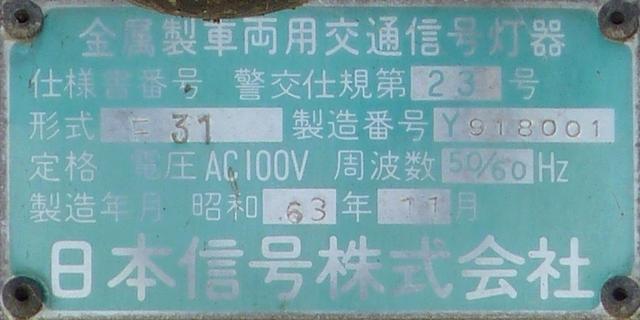 金属製車両用交通信号灯器
仕様書番号 警交仕規第 23 号
形式 31 製造番号 Y918001
定格 電圧 AC100V 周波数 50/60 Hz
製造年月 昭和 63 年 11 月
日本信号株式会社